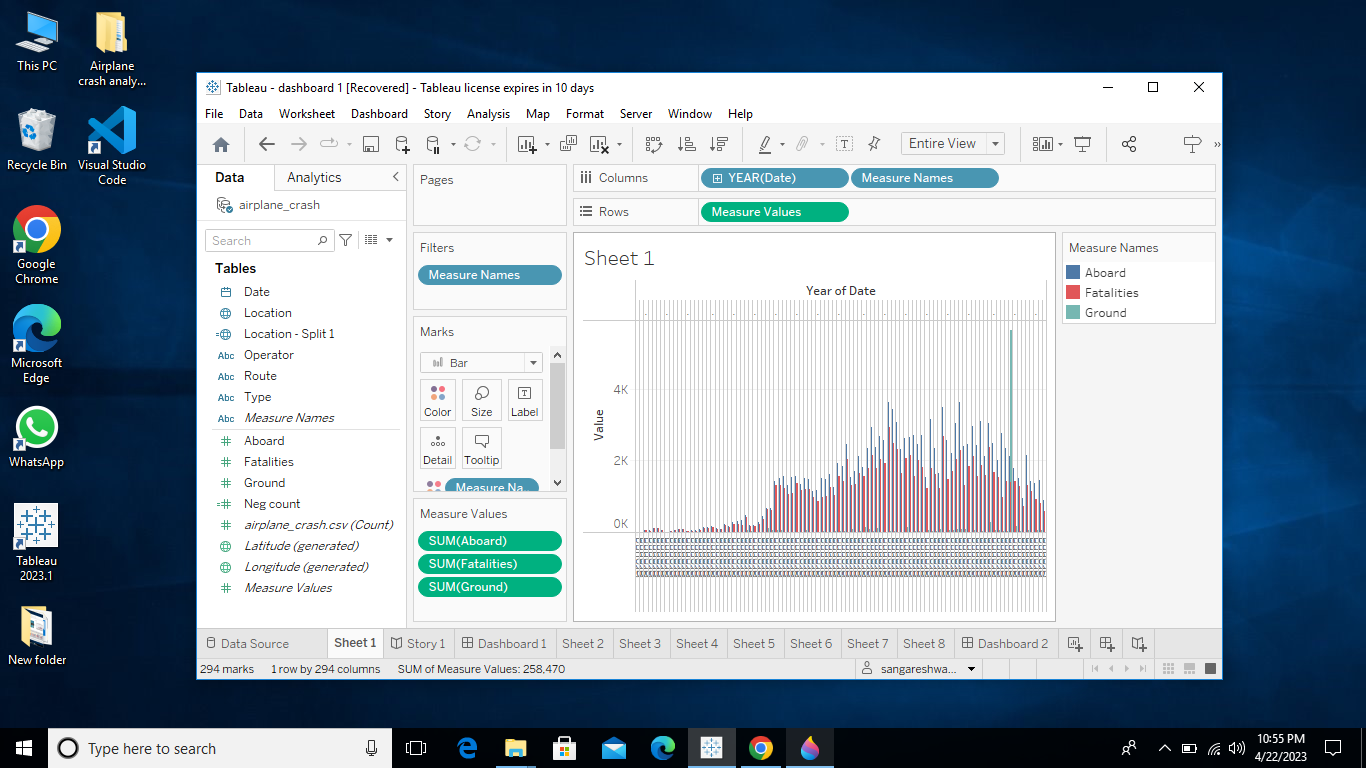 This PC
Airplane
crash analy...
Recycle Bin
Visual Studio
Code
Google
Chrome
Microsoft
Edge
WhatsApp
Tableau
2023.1
New folder
Tableau - dashboard 1 [Recovered] - Tableau license expires in 10 days
File Data Worksheet Dashboard Story Analysis Map Format Server Window Help
Entire View
Data Analytics
airplane_crash
Search
Tables
Date
Location
Location - Split 1
Abc Operator
Abc Route
Abc Type
Abc Measure Names
Aboard
Fatalities
Ground
Neg count
airplane_crash.csv (Count)
Latitude (generated)
Longitude (generated)
Measure Values
Pages
Filters
Measure Names
Marks
Bar
Color Size Label
Detail Tooltip
Measure Na..
Measure Values
SUM(Aboard)
SUM(Fatalities)
SUM(Ground)
Columns YEAR(Date) Measure Names
Rows Measure Values
Sheet 1
Year of Date
Value
4K
2K
0K
Measure Names
Aboard
Fatalities
Ground
Data Source Sheet 1 Story 1 Dashboard 1 Sheet 2 Sheet 3 Sheet 4 Sheet 5 Sheet 6 Sheet 7 Sheet 8 Dashboard 2
294 marks 1 row by 294 columns SUM of Measure Values: 258,470 sangareshwa...
Type here to search
10:55 PM
4/22/2023